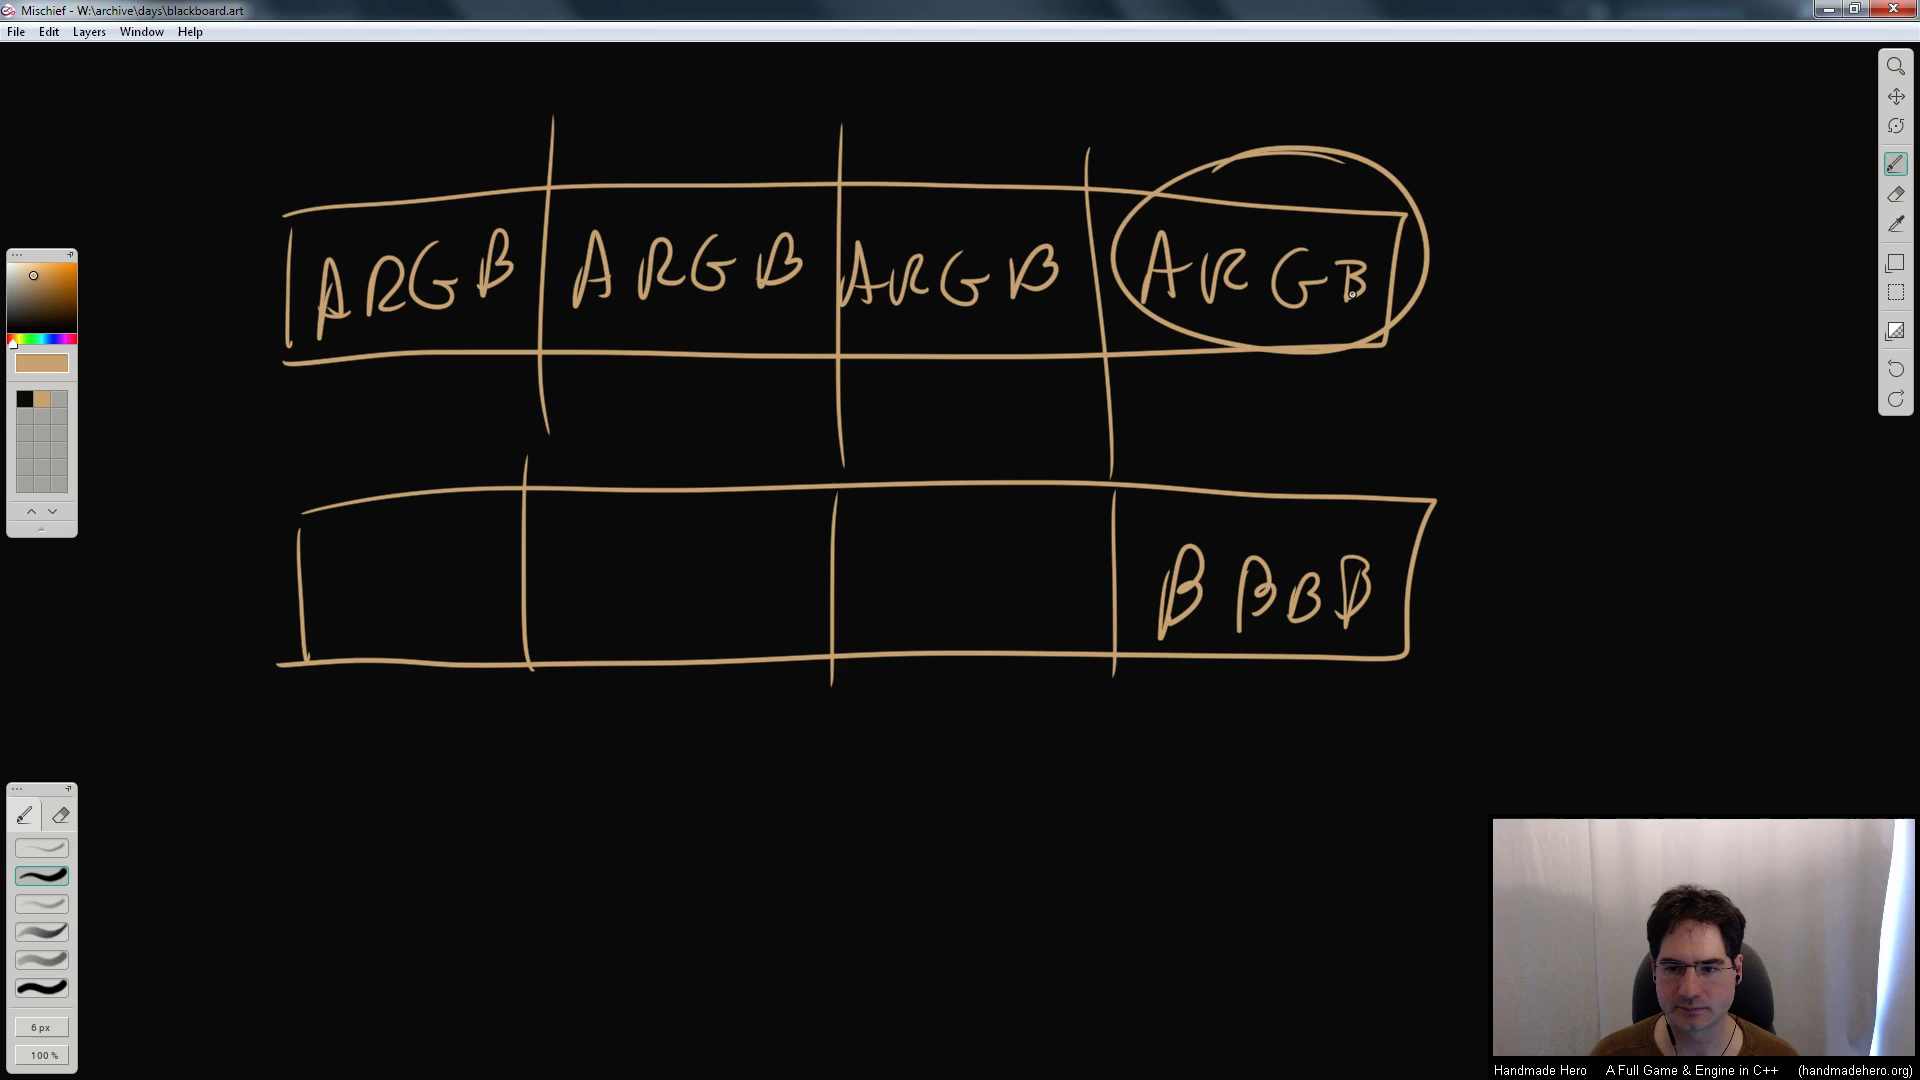 Mischief - W:\archive\days\blackboard.art
File Edit Layers Window Help
ARGB ARGB ARGB ARGB
B B B B
6 px
100 %
Handmade Hero A Full Game & Engine in C++ (handmadehero.org)